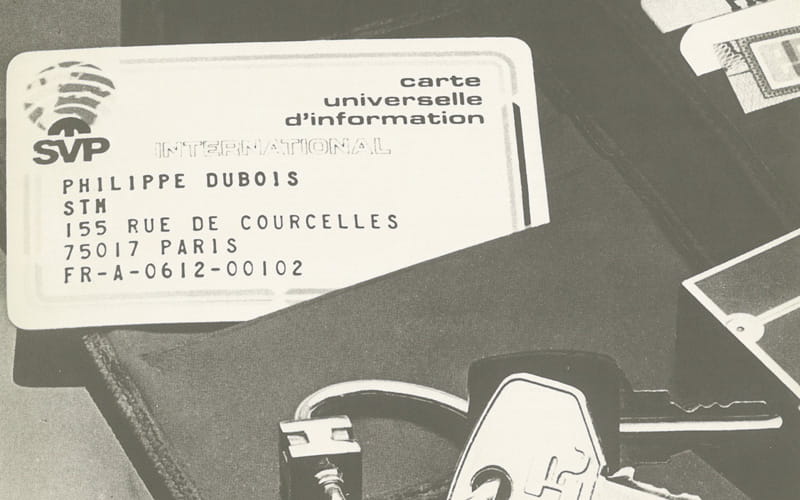 carte
universelle
d'information
SVP
INTERNATIONAL
PHILIPPE DUBOIS
STM
155 RUE DE COURCELLES
75017 PARIS
FR-A-0612-00102